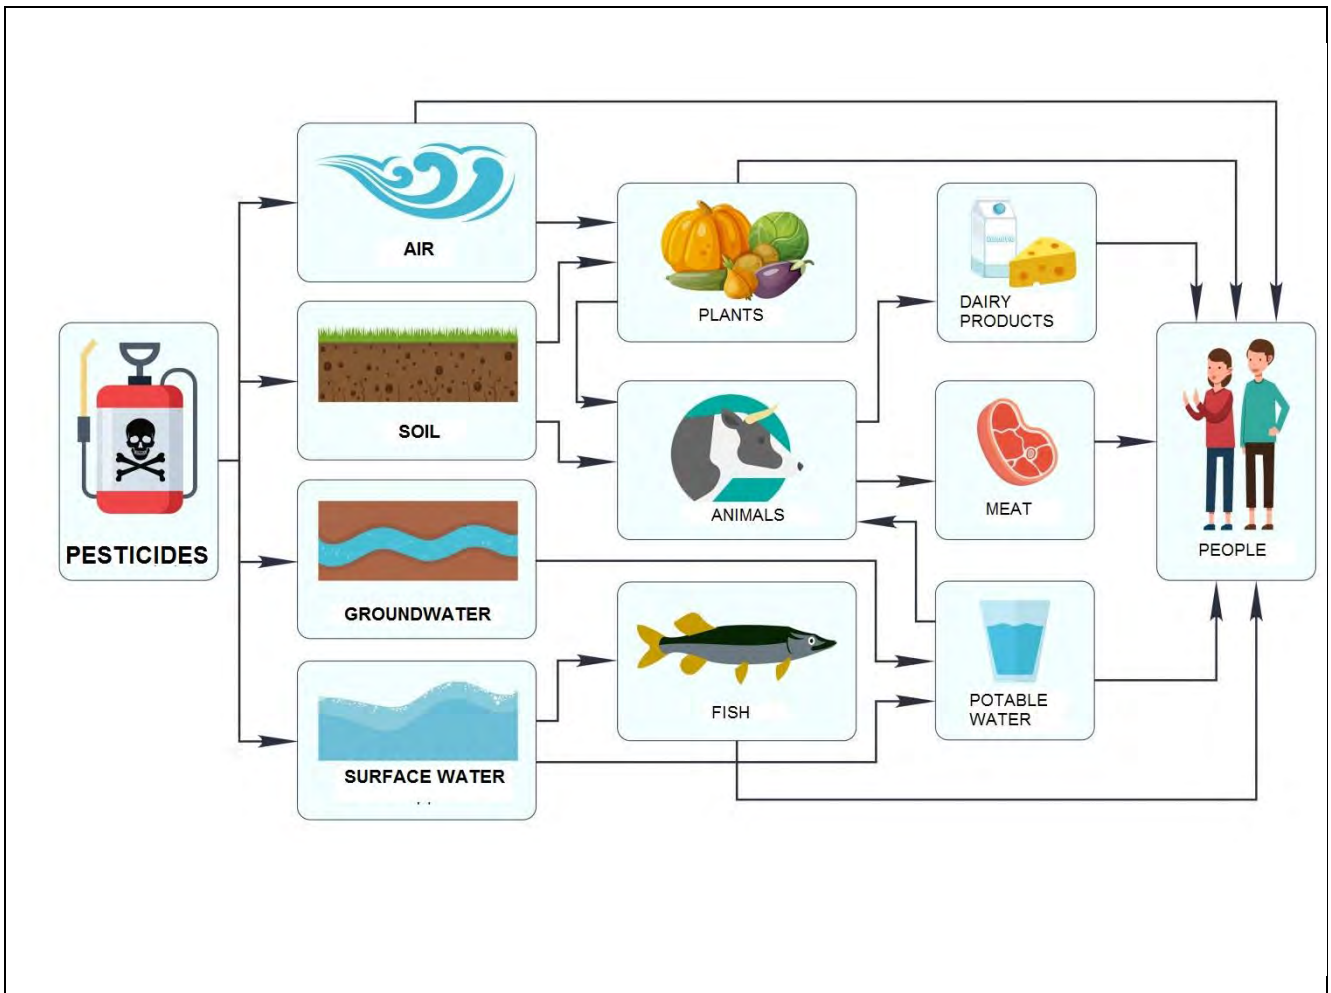 AIR
PLANTS
DAIRY
PRODUCTS
SOIL
ANIMALS
MEAT
PEOPLE
PESTICIDES
GROUNDWATER
FISH
POTABLE
WATER
SURFACE WATER